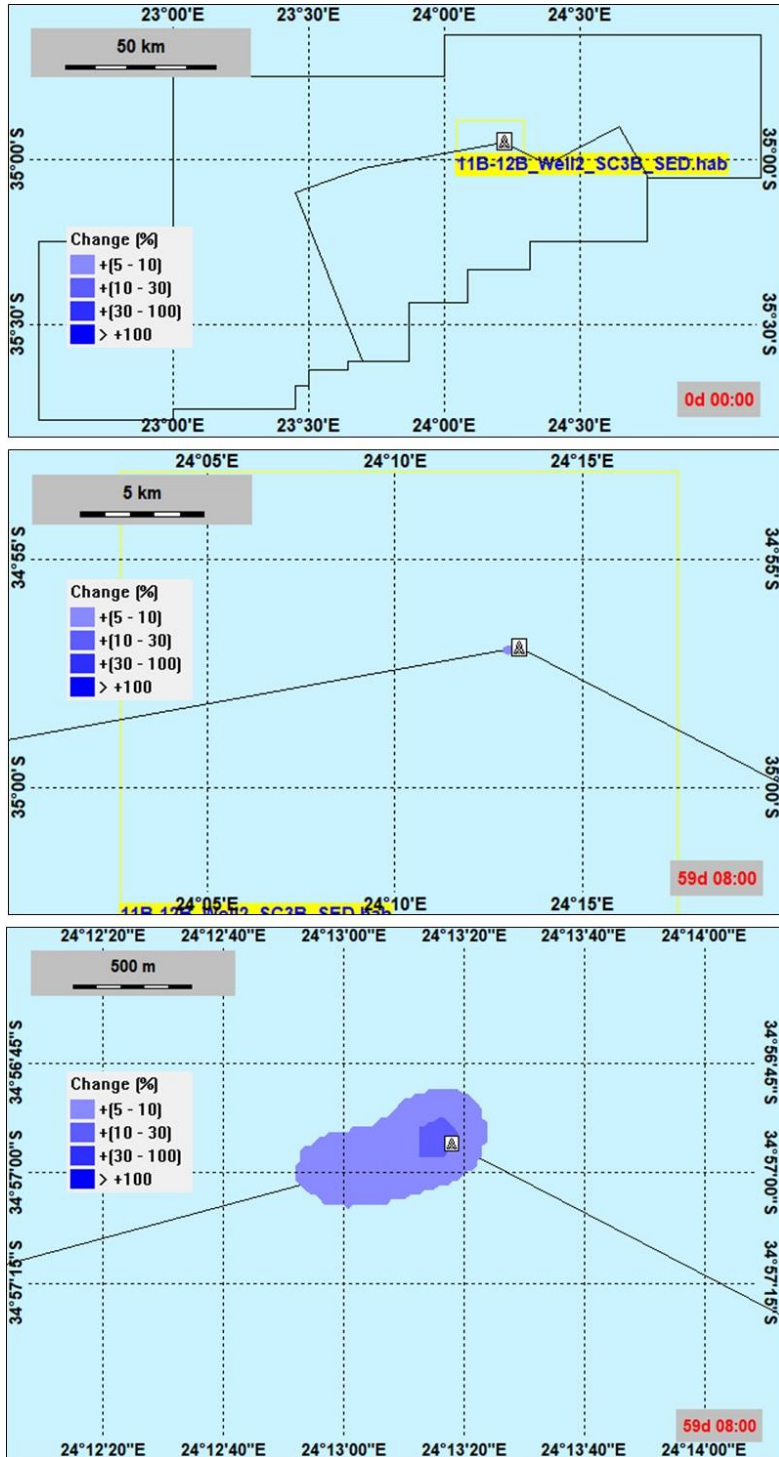 23°00'E 23°30'E 24°00'E 24°30'E
50 km
35°00'S 35°00'S
11B-12B_Well2_SC3B_SED.hab
Change (%)
+(5 - 10)
+(10 - 30)
+(30 - 100)
> +100
35°30'S 35°30'S
0d 00:00
23°00'E 23°30'E 24°00'E 24°30'E
24°05'E 24°10'E 24°15'E
5 km
34°55'S 34°55'S
Change (%)
+(5 - 10)
+(10 - 30)
+(30 - 100)
> +100
35°00'S 35°00'S
59d 08:00
24°05'E 24°10'E 24°15'E
11B-12B_Well2_SC3B_SED.hab
24°12'20"E 24°12'40"E 24°13'00"E 24°13'20"E 24°13'40"E 24°14'00"E
500 m
34°56'45"S 34°56'45"S
Change (%)
+(5 - 10)
+(10 - 30)
+(30 - 100)
> +100
34°57'00"S 34°57'00"S
34°57'15"S 34°57'15"S
59d 08:00
24°12'20"E 24°12'40"E 24°13'00"E 24°13'20"E 24°13'40"E 24°14'00"E